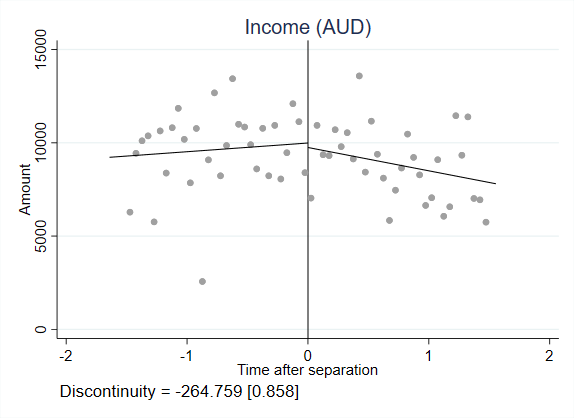 Income (AUD)
15000
10000
5000
0
Amount
-2
-1
0
1
2
Time after separation
Discontinuity = -264.759 [0.858]